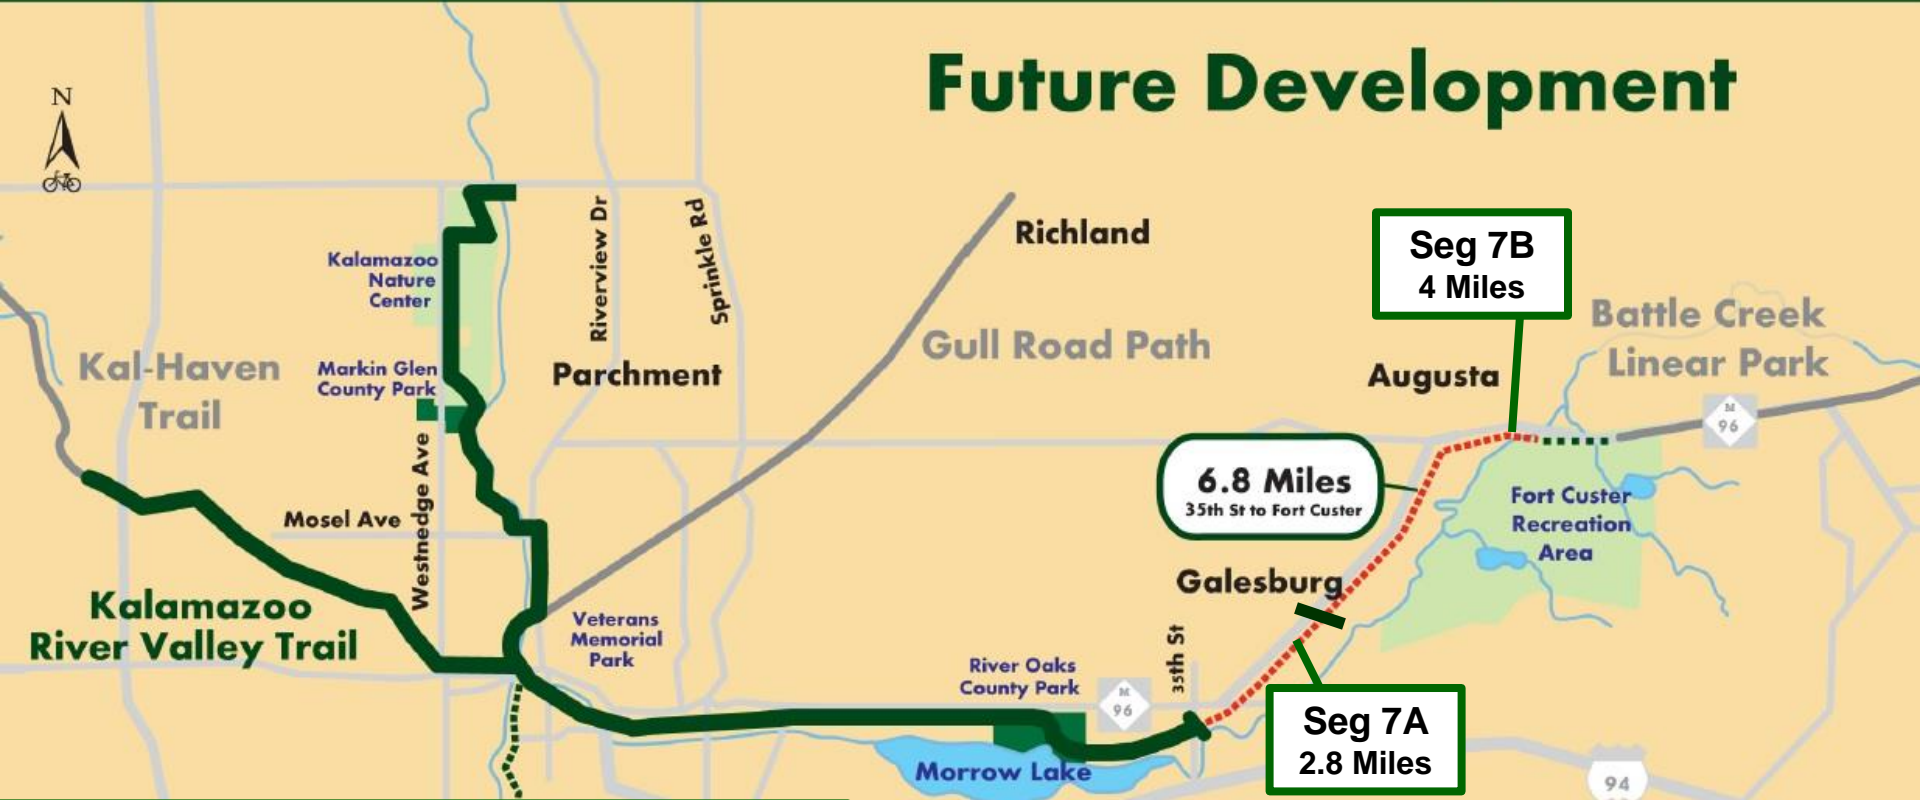 Future Development
N
Riverview Dr
Sprinkle Rd
Richland
Seg 7B
4 Miles
Kalamazoo
Nature
Center
Battle Creek
Linear Park
Gull Road Path
Kal-Haven
Trail
Markin Glen
County Park
Parchment
Augusta
M
96
Westnedge Ave
6.8 Miles
35th St to Fort Custer
Fort Custer
Recreation
Area
Mosel Ave
Galesburg
Kalamazoo
River Valley Trail
Veterans
Memorial
Park
35th St
River Oaks
County Park
M
96
Seg 7A
2.8 Miles
Morrow Lake
94